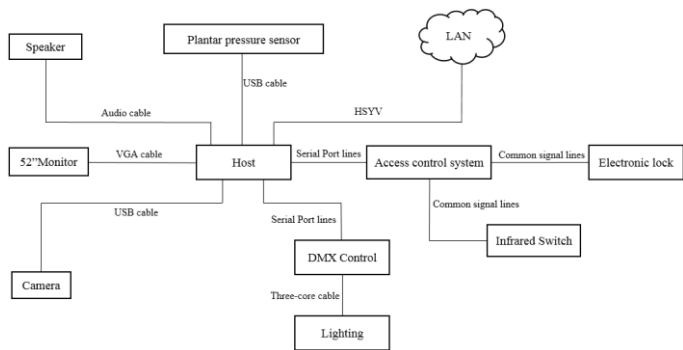 LAN
Speaker
Plantar pressure sensor
USB cable
Audio cable
HSYV
52”Monitor
VGA cable
Host
Serial Port lines
Access control system
Common signal lines
Electronic lock
USB cable
Serial Port lines
Common signal lines
Infrared Switch
DMX Control
Camera
Three-core cable
Lighting